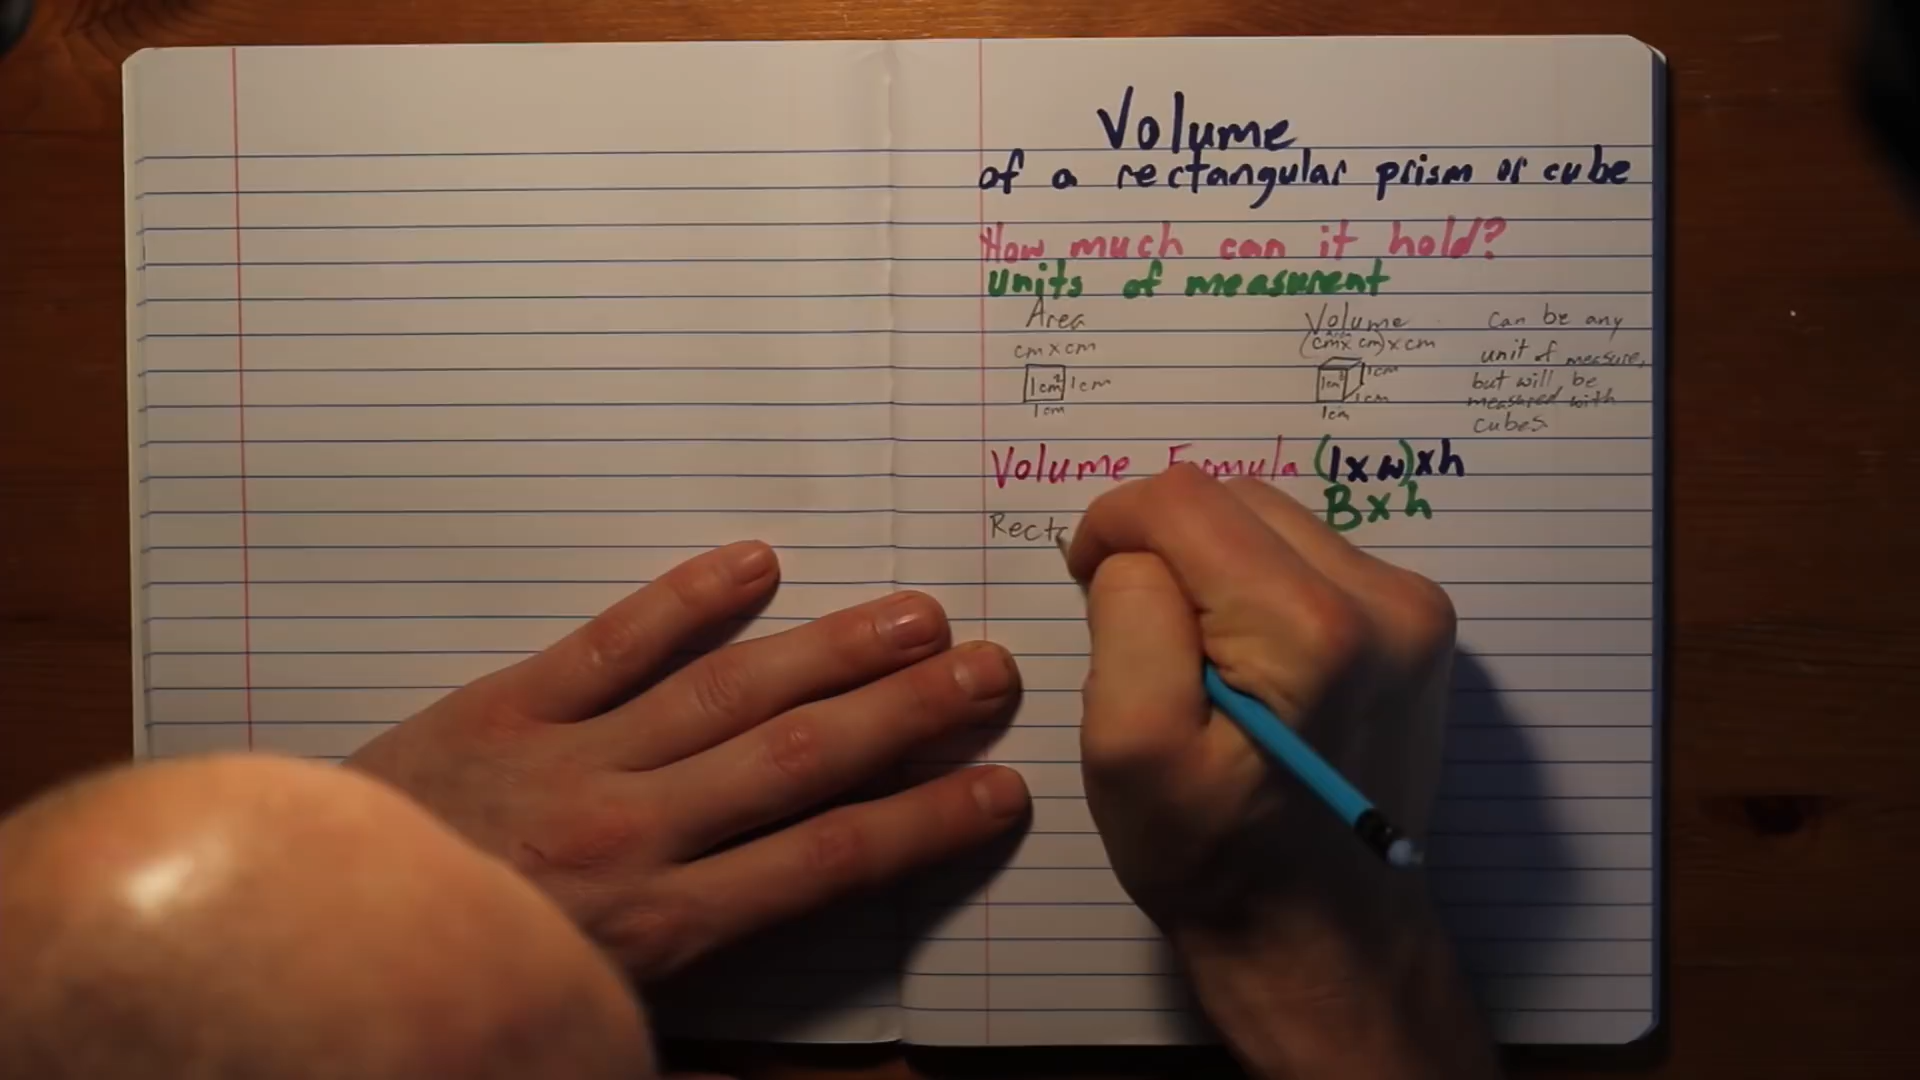 Volume
of a rectangular prism or cube
How much can it hold?
Units of measurent
Area
cm x cm
1cm² 1cm
1cm
Volume
Area
(cm x cm) x cm
1cm³ 1cm
1cm
1cm
Can be any
unit of measure,
but will be
measured with
cubes.
Volume Formula (l x w) x h
B x h
Recta